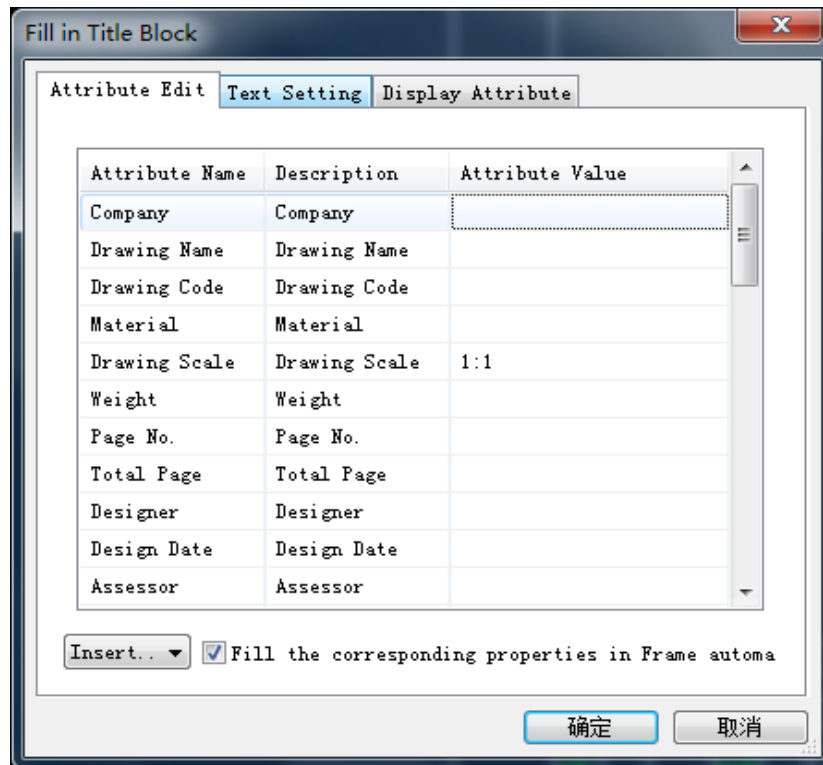 Fill in Title Block
Attribute Edit Text Setting Display Attribute
Attribute Name Description Attribute Value
Company Company
Drawing Name Drawing Name
Drawing Code Drawing Code
Material Material
Drawing Scale Drawing Scale 1:1
Weight Weight
Page No. Page No.
Total Page Total Page
Designer Designer
Design Date Design Date
Assessor Assessor
Insert.. Fill the corresponding properties in Frame automa
确定 取消